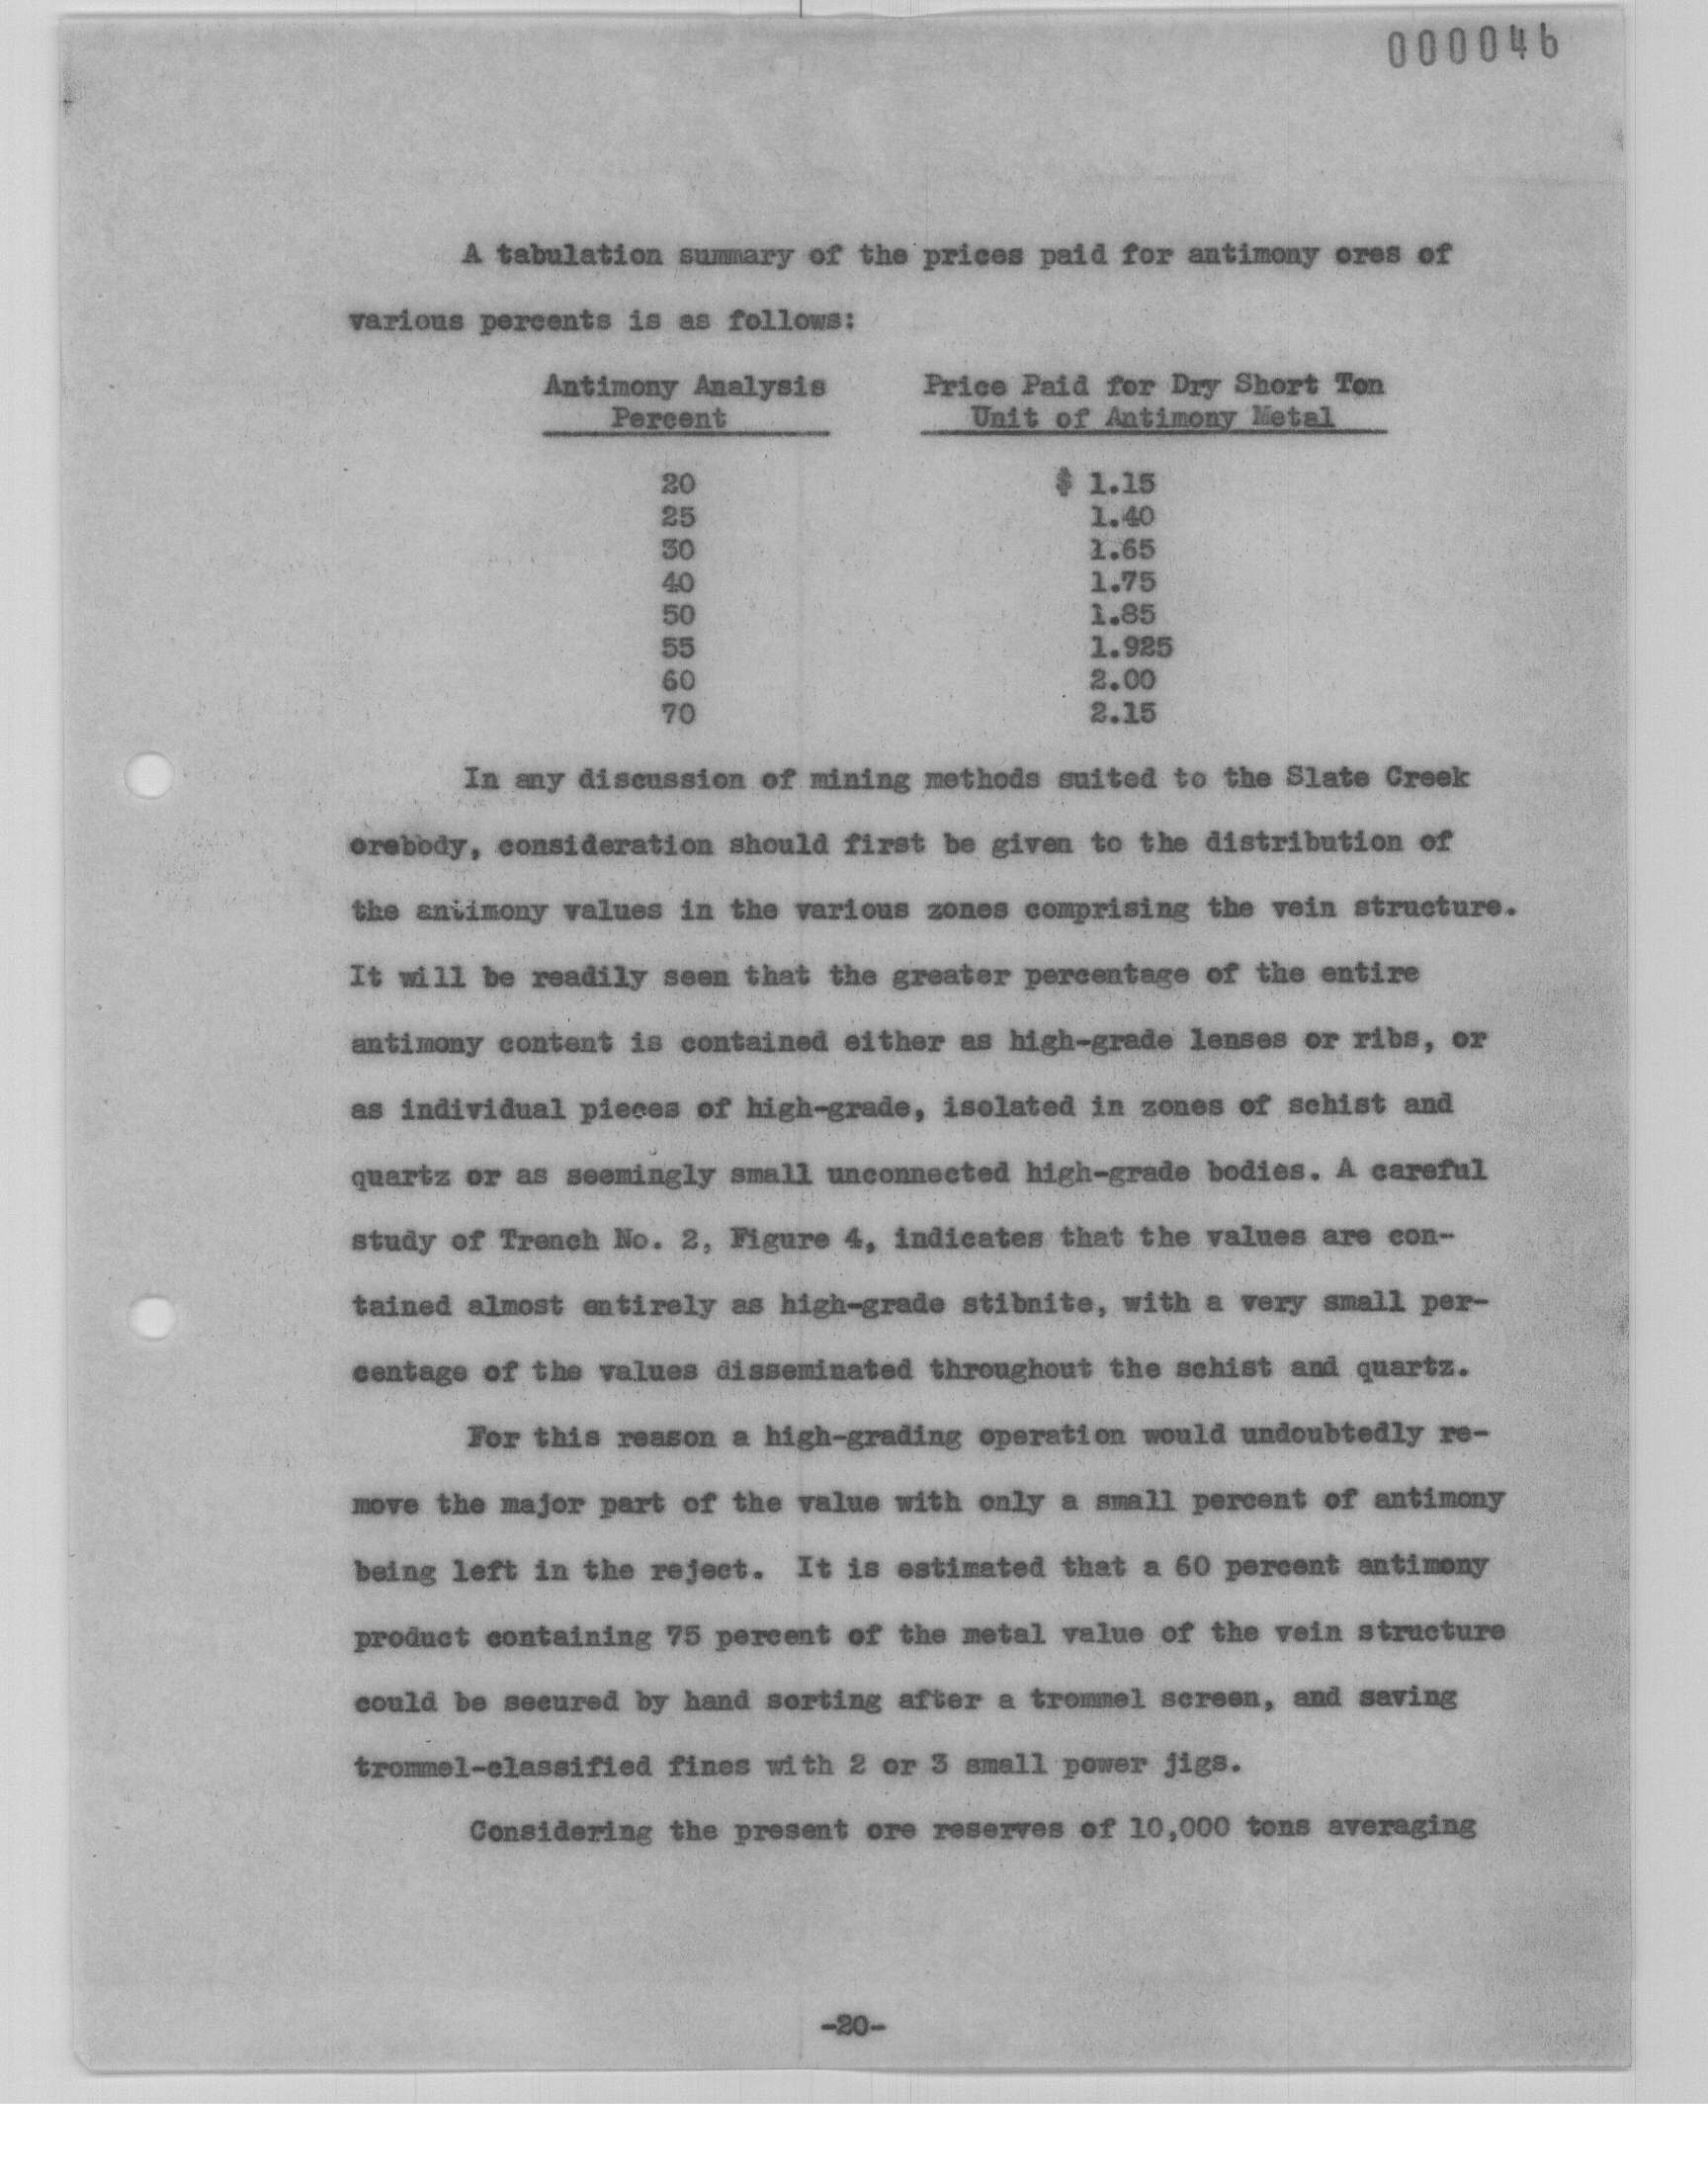 000046
A tabulation summary of the prices paid for antimony ores of
various percents is as follows:
Antimony Analysis Price Paid for Dry Short Ton
Percent Unit of Antimony Metal
20 $ 1.15
25 1.40
30 1.65
40 1.75
50 1.85
55 1.925
60 2.00
70 2.15
In any discussion of mining methods suited to the Slate Creek
orebody, consideration should first be given to the distribution of
the antimony values in the various zones comprising the vein structure.
It will be readily seen that the greater percentage of the entire
antimony content is contained either as high-grade lenses or ribs, or
as individual pieces of high-grade, isolated in zones of schist and
quartz or as seemingly small unconnected high-grade bodies. A careful
study of Trench No. 2, Figure 4, indicates that the values are con-
tained almost entirely as high-grade stibnite, with a very small per-
centage of the values disseminated throughout the schist and quartz.
For this reason a high-grading operation would undoubtedly re-
move the major part of the value with only a small percent of antimony
being left in the reject. It is estimated that a 60 percent antimony
product containing 75 percent of the metal value of the vein structure
could be secured by hand sorting after a trommel screen, and saving
trommel-classified fines with 2 or 3 small power jigs.
Considering the present ore reserves of 10,000 tons averaging
-20-